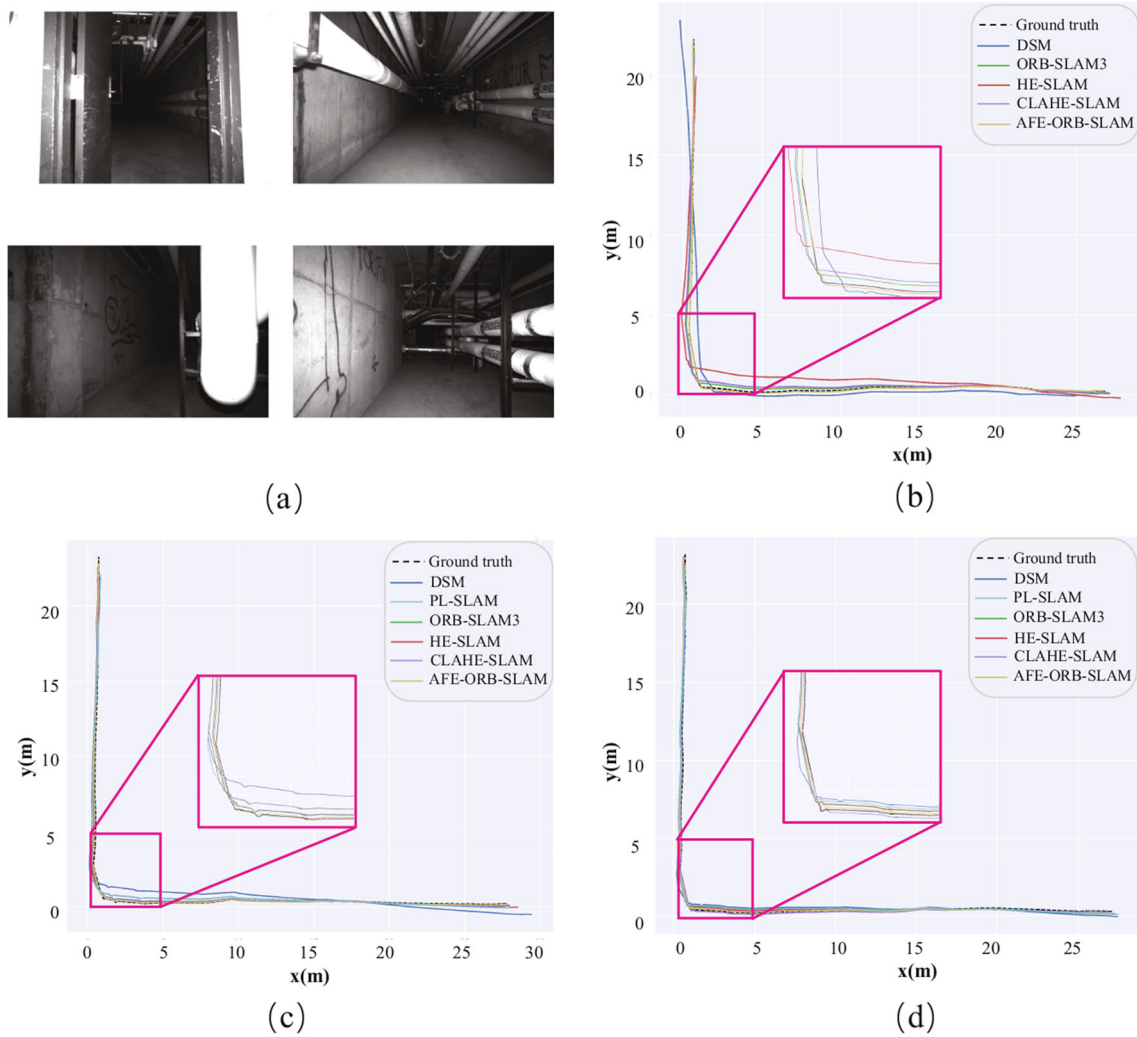 (a)
Ground truth
DSM
ORB-SLAM3
HE-SLAM
CLAHE-SLAM
AFE-ORB-SLAM
y(m)
20
15
10
5
0
0 5 10 15 20 25
x(m)
(b)
Ground truth
DSM
PL-SLAM
ORB-SLAM3
HE-SLAM
CLAHE-SLAM
AFE-ORB-SLAM
y(m)
20
15
10
5
0
0 5 10 15 20 25 30
x(m)
(c)
Ground truth
DSM
PL-SLAM
ORB-SLAM3
HE-SLAM
CLAHE-SLAM
AFE-ORB-SLAM
y(m)
20
15
10
5
0
0 5 10 15 20 25
x(m)
(d)